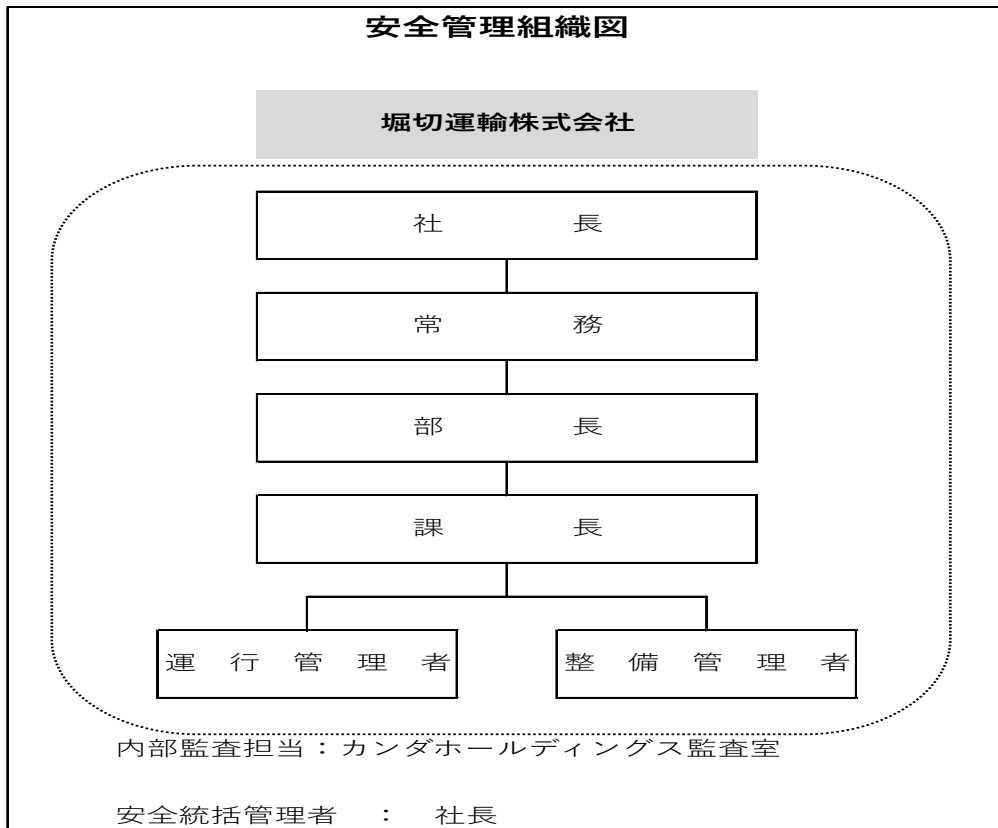 安全管理組織図
堀切運輸株式会社
社長
常務
部長
課長
運行管理者
整備管理者
内部監査担当：カンダホールディングス監査室
安全統括管理者　：　社長